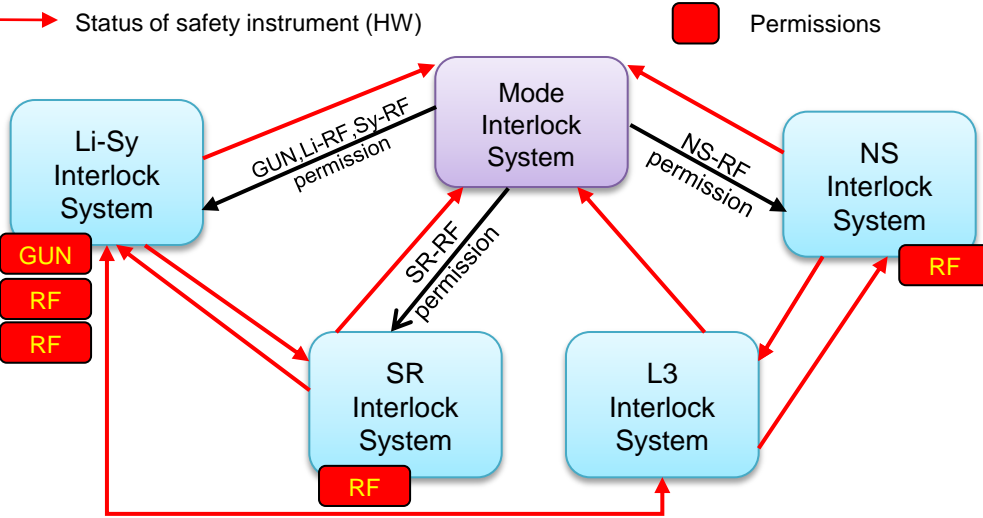 Status of safety instrument (HW)
Permissions
Mode
Interlock
System
Li-Sy
Interlock
System
GUN
RF
RF
GUN,Li-RF,Sy-RF
permission
NS-RF
permission
NS
Interlock
System
RF
SR-RF
permission
SR
Interlock
System
RF
L3
Interlock
System